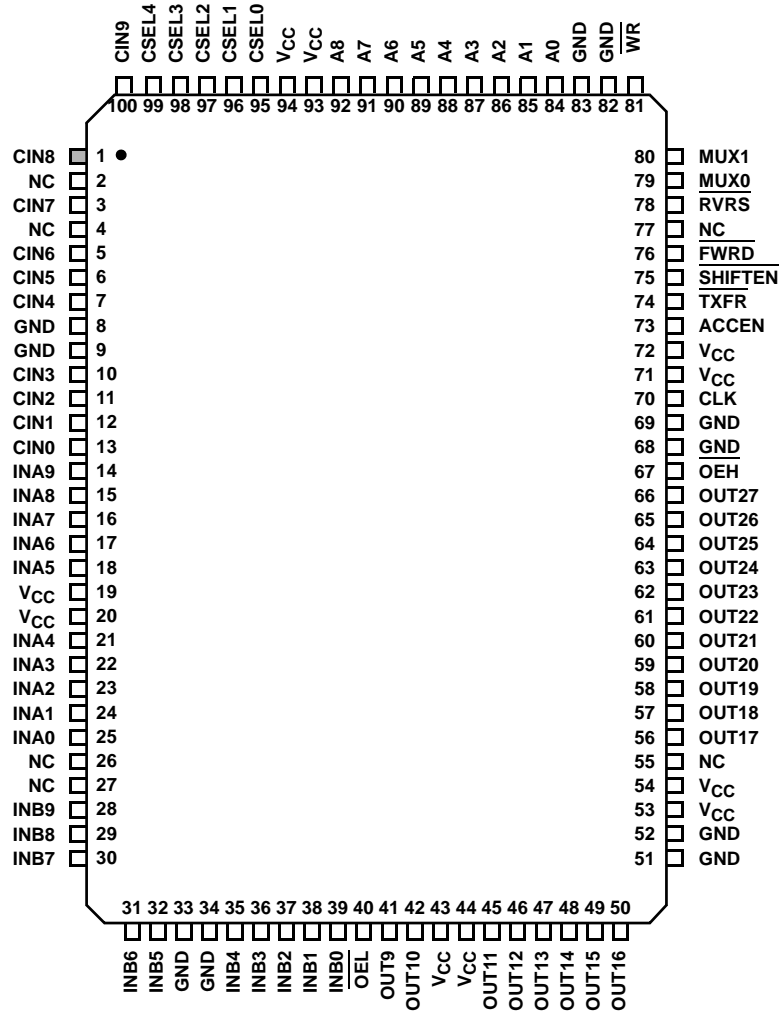 CIN9 CSEL4 CSEL3 CSEL2 CSEL1 CSEL0 VCC VCC A8 A7 A6 A5 A4 A3 A2 A1 A0 GND GND WR
100 99 98 97 96 95 94 93 92 91 90 89 88 87 86 85 84 83 82 81
CIN8 1 80 MUX1
NC 2 79 MUX0
CIN7 3 78 RVRS
NC 4 77 NC
CIN6 5 76 FWRD
CIN5 6 75 SHIFTEN
CIN4 7 74 TXFR
GND 8 73 ACCEN
GND 9 72 VCC
CIN3 10 71 VCC
CIN2 11 70 CLK
CIN1 12 69 GND
CIN0 13 68 GND
INA9 14 67 OEH
INA8 15 66 OUT27
INA7 16 65 OUT26
INA6 17 64 OUT25
INA5 18 63 OUT24
VCC 19 62 OUT23
VCC 20 61 OUT22
INA4 21 60 OUT21
INA3 22 59 OUT20
INA2 23 58 OUT19
INA1 24 57 OUT18
INA0 25 56 OUT17
NC 26 55 NC
NC 27 54 VCC
INB9 28 53 VCC
INB8 29 52 GND
INB7 30 51 GND
31 32 33 34 35 36 37 38 39 40 41 42 43 44 45 46 47 48 49 50
INB6 INB5 GND GND INB4 INB3 INB2 INB1 INB0 OEL OUT9 OUT10 VCC VCC OUT11 OUT12 OUT13 OUT14 OUT15 OUT16